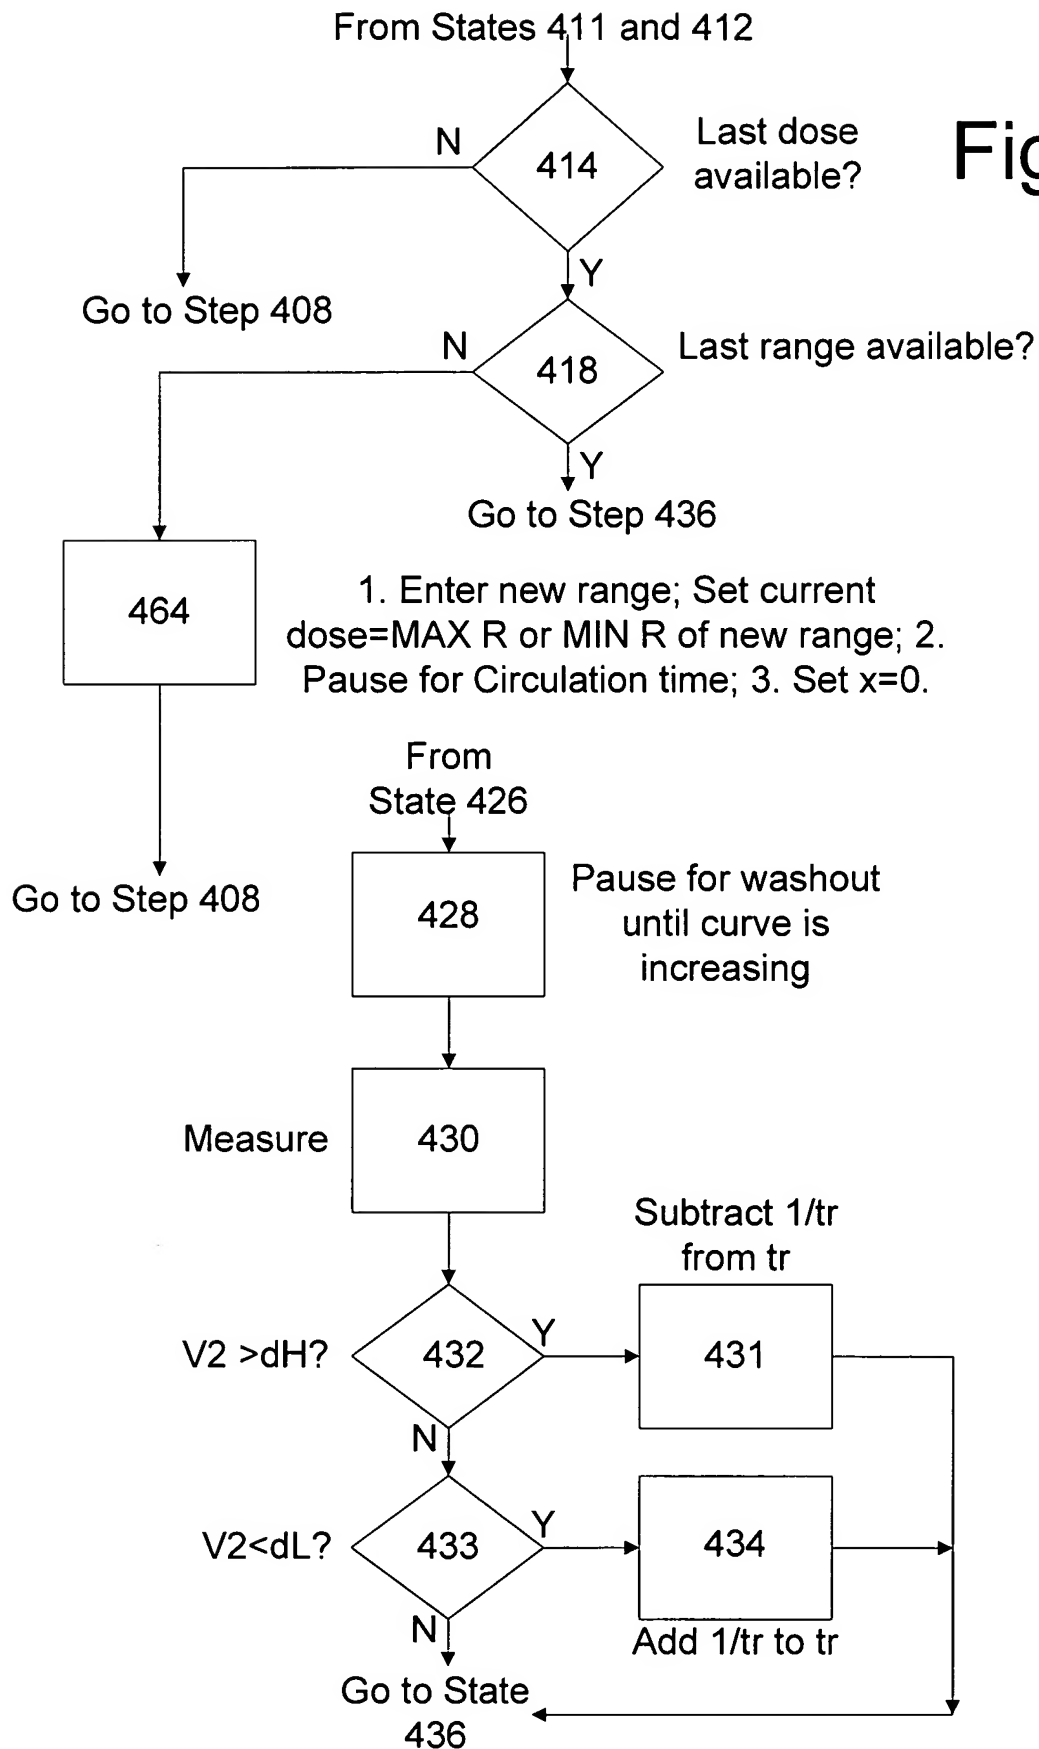 From States 411 and 412
N
414
Last dose
available?
Fig
Y
Go to Step 408
N
418
Last range available?
Y
Go to Step 436
464
1. Enter new range; Set current
dose=MAX R or MIN R of new range; 2.
Pause for Circulation time; 3. Set x=0.
Go to Step 408
From
State 426
428
Pause for washout
until curve is
increasing
Measure
430
Subtract 1/tr
from tr
V2 >dH?
432
Y
431
N
V2<dL?
433
Y
434
N
Add 1/tr to tr
Go to State
436